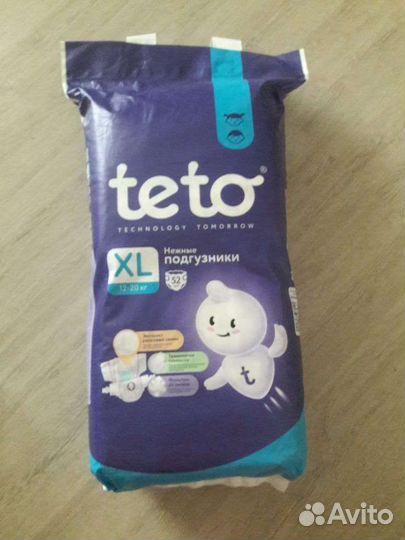 teto®
TECHNOLOGY TOMORROW
XL
12-20 кг
Нежные
подгузники
52
t
Avito